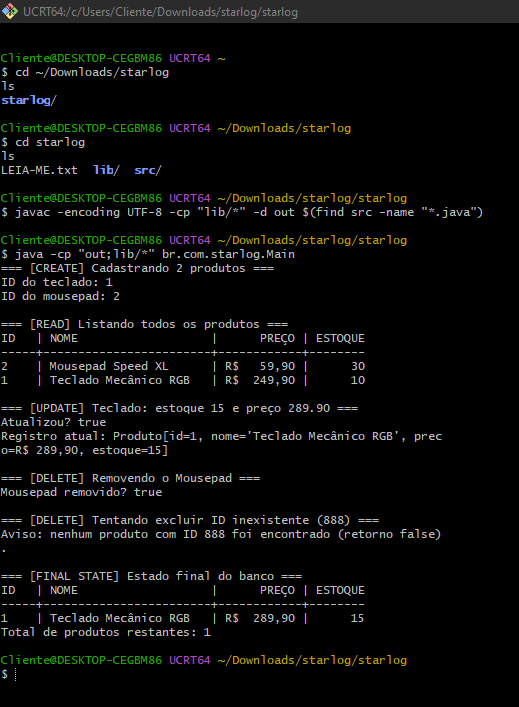 UCRT64:/c/Users/Cliente/Downloads/starlog/starlog
Cliente@DESKTOP-CEGBM86 UCRT64 ~
$ cd ~/Downloads/starlog
ls
starlog/
Cliente@DESKTOP-CEGBM86 UCRT64 ~/Downloads/starlog
$ cd starlog
ls
LEIA-ME.txt  lib/  src/
Cliente@DESKTOP-CEGBM86 UCRT64 ~/Downloads/starlog/starlog
$ javac -encoding UTF-8 -cp "lib/*" -d out $(find src -name "*.java")
Cliente@DESKTOP-CEGBM86 UCRT64 ~/Downloads/starlog/starlog
$ java -cp "out;lib/*" br.com.starlog.Main
=== [CREATE] Cadastrando 2 produtos ===
ID do teclado: 1
ID do mousepad: 2
=== [READ] Listando todos os produtos ===
ID   | NOME                    |      PREÇO | ESTOQUE
-----+-------------------------+------------+--------
2    | Mousepad Speed XL       | R$   59,90 |      30
1    | Teclado Mecânico RGB    | R$  249,90 |      10
=== [UPDATE] Teclado: estoque 15 e preço 289.90 ===
Atualizou? true
Registro atual: Produto[id=1, nome='Teclado Mecânico RGB', prec
o=R$ 289,90, estoque=15]
=== [DELETE] Removendo o Mousepad ===
Mousepad removido? true
=== [DELETE] Tentando excluir ID inexistente (888) ===
Aviso: nenhum produto com ID 888 foi encontrado (retorno false)
.
=== [FINAL STATE] Estado final do banco ===
ID   | NOME                    |      PREÇO | ESTOQUE
-----+-------------------------+------------+--------
1    | Teclado Mecânico RGB    | R$  289,90 |      15
Total de produtos restantes: 1
Cliente@DESKTOP-CEGBM86 UCRT64 ~/Downloads/starlog/starlog
$